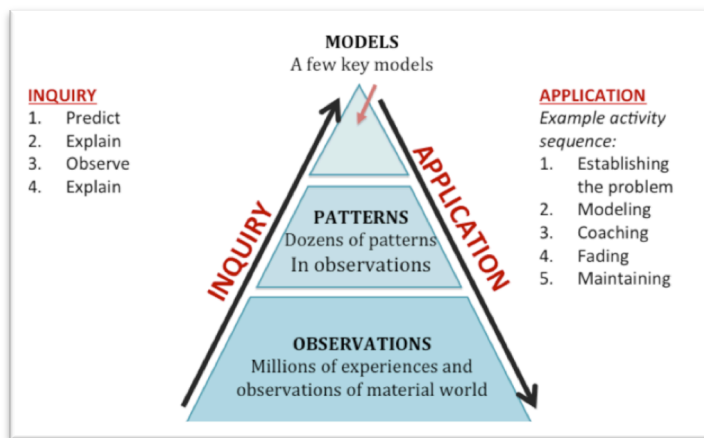 MODELS
A few key models
INQUIRY
1. Predict
2. Explain
3. Observe
4. Explain
APPLICATION
Example activity
sequence:
1. Establishing
the problem
2. Modeling
3. Coaching
4. Fading
5. Maintaining
INQUIRY
APPLICATION
PATTERNS
Dozens of patterns
In observations
OBSERVATIONS
Millions of experiences and
observations of material world